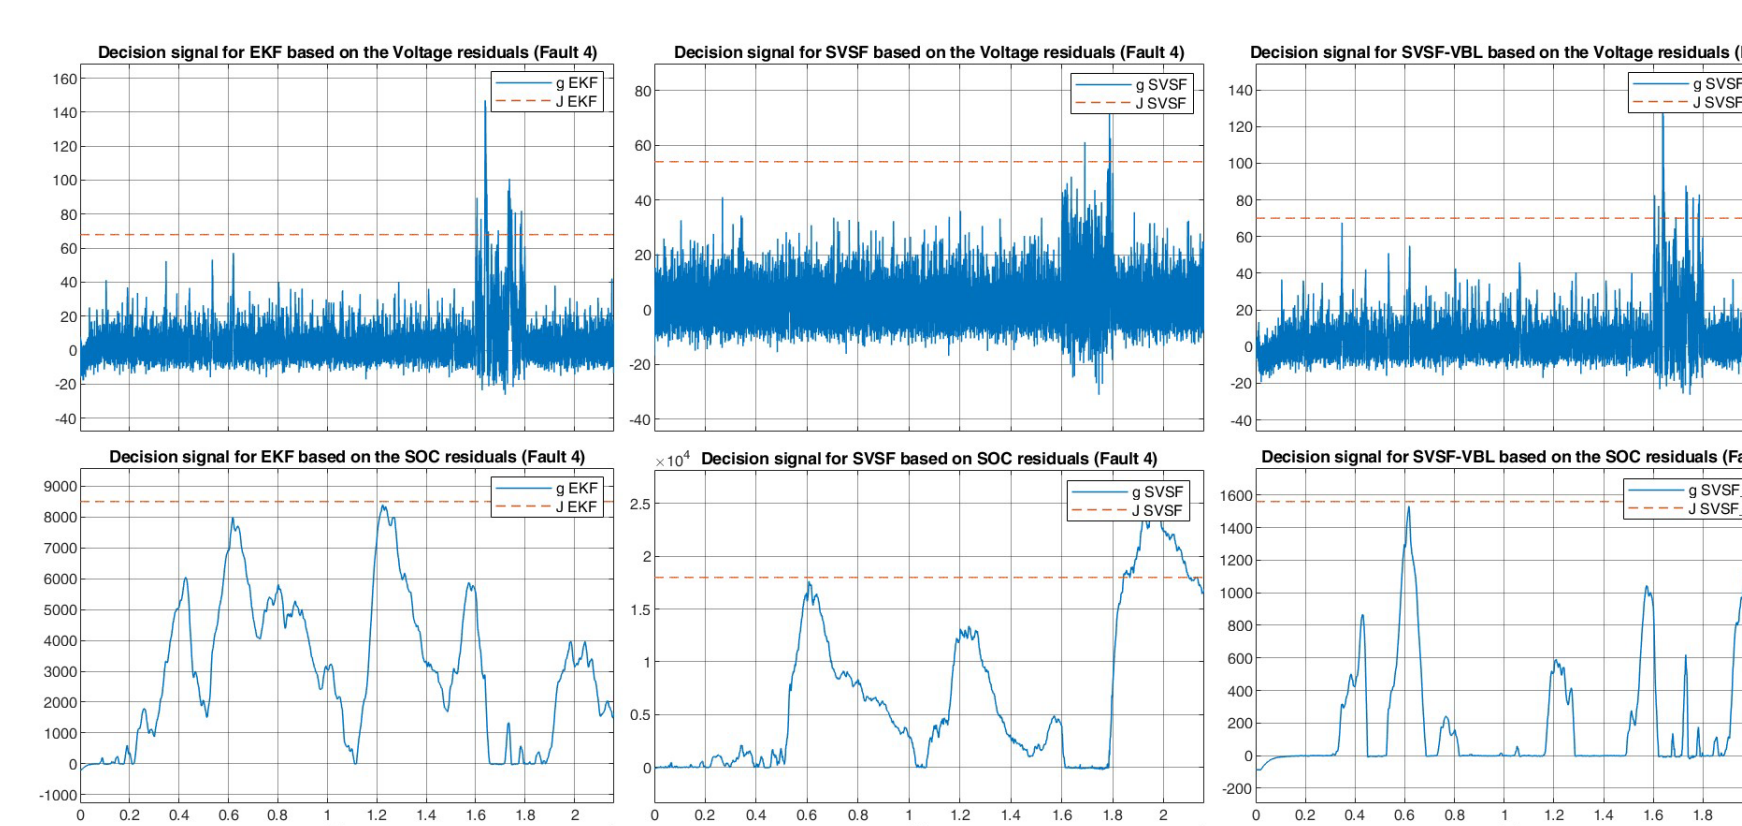 Decision signal for EKF based on the Voltage residuals (Fault 4)
160
140
120
100
80
60
40
20
0
-20
-40
g EKF
J EKF
Decision signal for SVSF based on the Voltage residuals (Fault 4)
80
60
40
20
0
-20
-40
g SVSF
J SVSF
Decision signal for SVSF-VBL based on the Voltage residuals (
140
120
100
80
60
40
20
0
-20
-40
g SVSF
J SVSF
Decision signal for EKF based on the SOC residuals (Fault 4)
9000
8000
7000
6000
5000
4000
3000
2000
1000
0
-1000
g EKF
J EKF
0 0.2 0.4 0.6 0.8 1 1.2 1.4 1.6 1.8 2
× 10⁴
Decision signal for SVSF based on SOC residuals (Fault 4)
2.5
2
1.5
1
0.5
0
g SVSF
J SVSF
0 0.2 0.4 0.6 0.8 1 1.2 1.4 1.6 1.8 2
Decision signal for SVSF-VBL based on the SOC residuals (Fa
1600
1400
1200
1000
800
600
400
200
0
-200
g SVSF_
J SVSF_
0 0.2 0.4 0.6 0.8 1 1.2 1.4 1.6 1.8